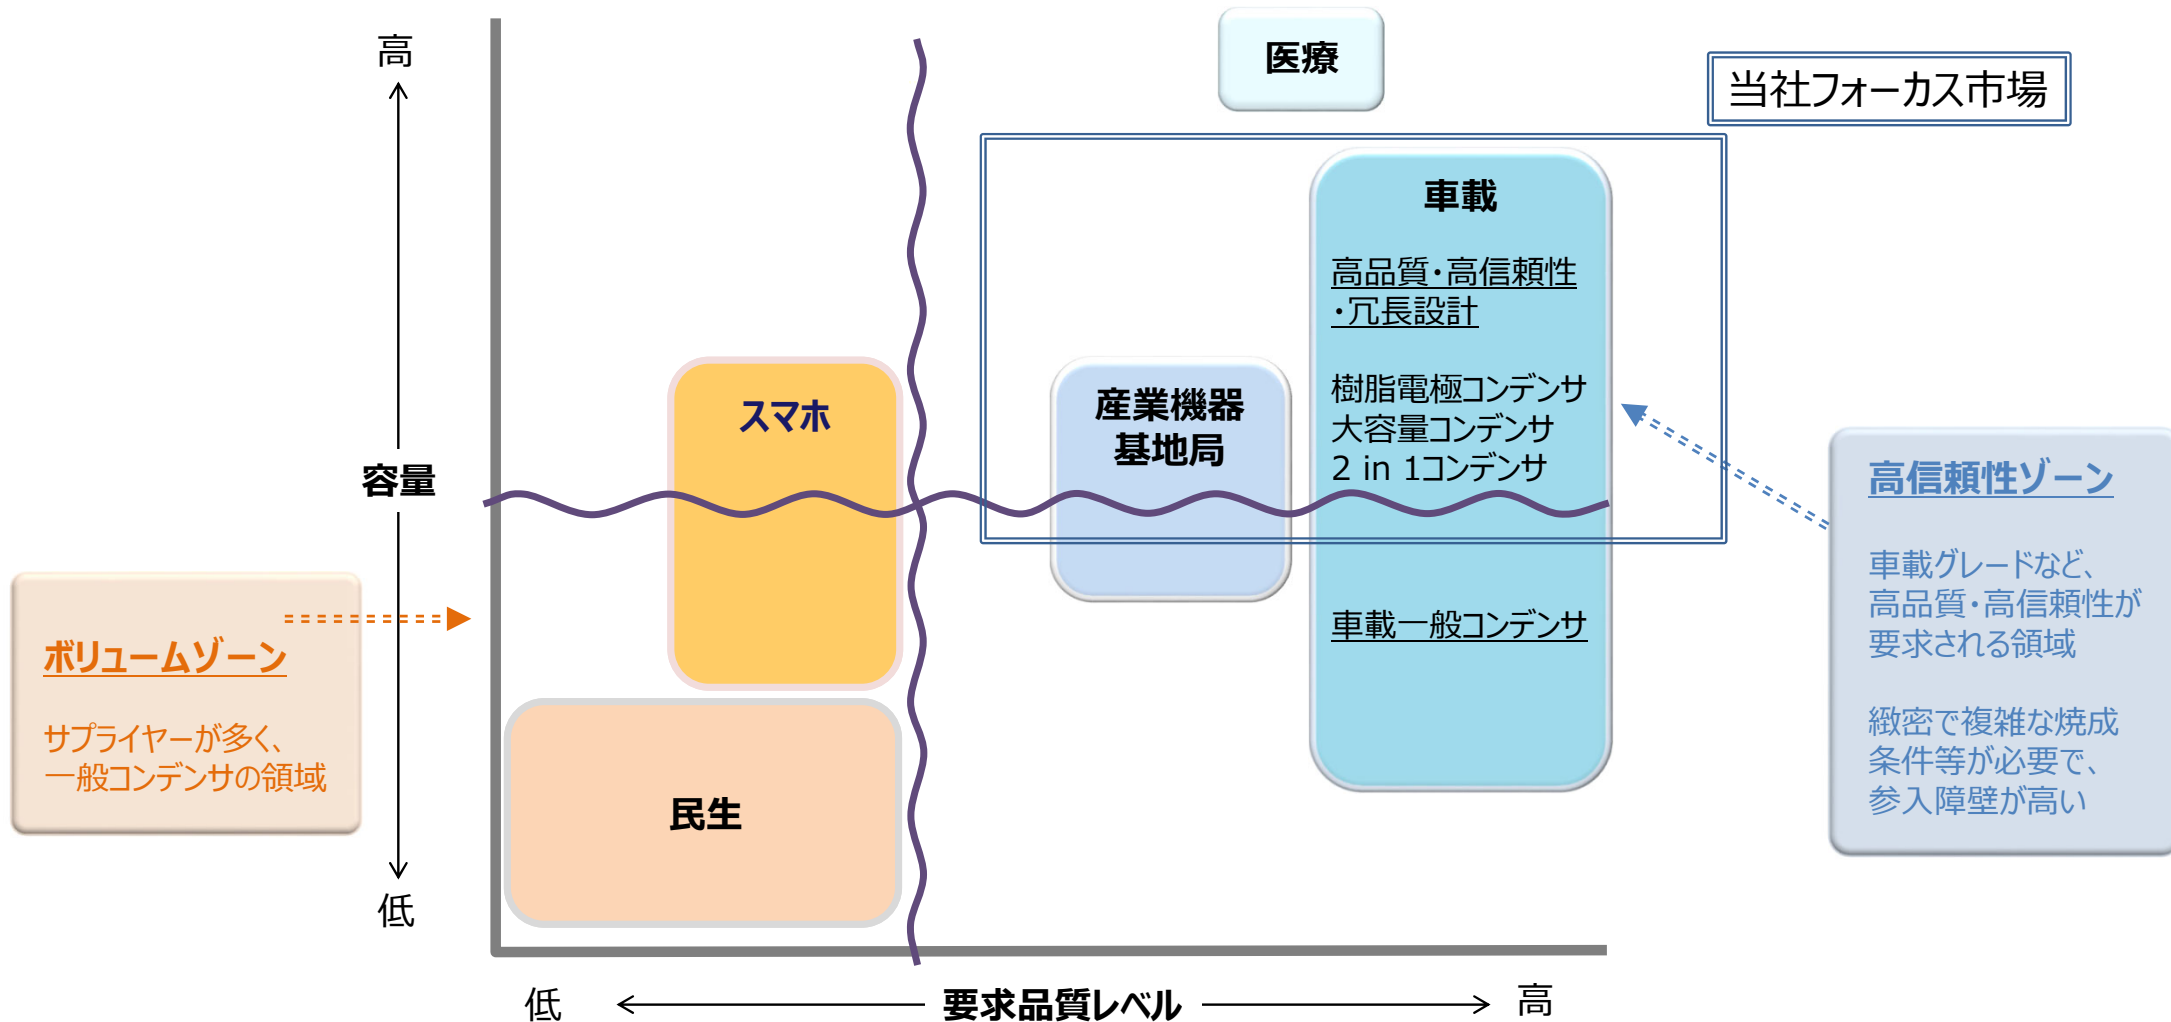 高
医療
当社フォーカス市場
車載
高品質・高信頼性
・冗長設計
樹脂電極コンデンサ
大容量コンデンサ
2 in 1コンデンサ
車載一般コンデンサ
スマホ
産業機器
基地局
容量
高信頼性ゾーン
車載グレードなど、
高品質・高信頼性が
要求される領域
緻密で複雑な焼成
条件等が必要で、
参入障壁が高い
ボリュームゾーン
サプライヤーが多く、
一般コンデンサの領域
民生
低
低
要求品質レベル
高